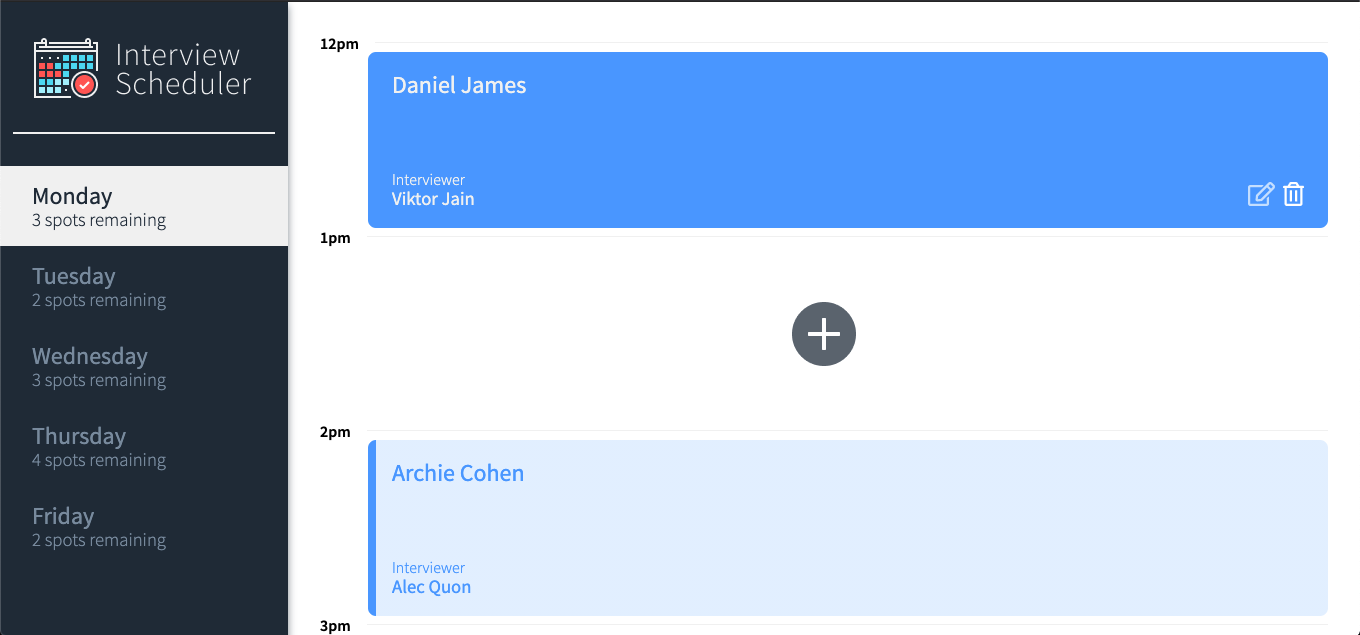 Interview
Scheduler
Monday
3 spots remaining
Tuesday
2 spots remaining
Wednesday
3 spots remaining
Thursday
4 spots remaining
Friday
2 spots remaining
12pm
Daniel James
Interviewer
Viktor Jain
1pm
2pm
Archie Cohen
Interviewer
Alec Quon
3pm